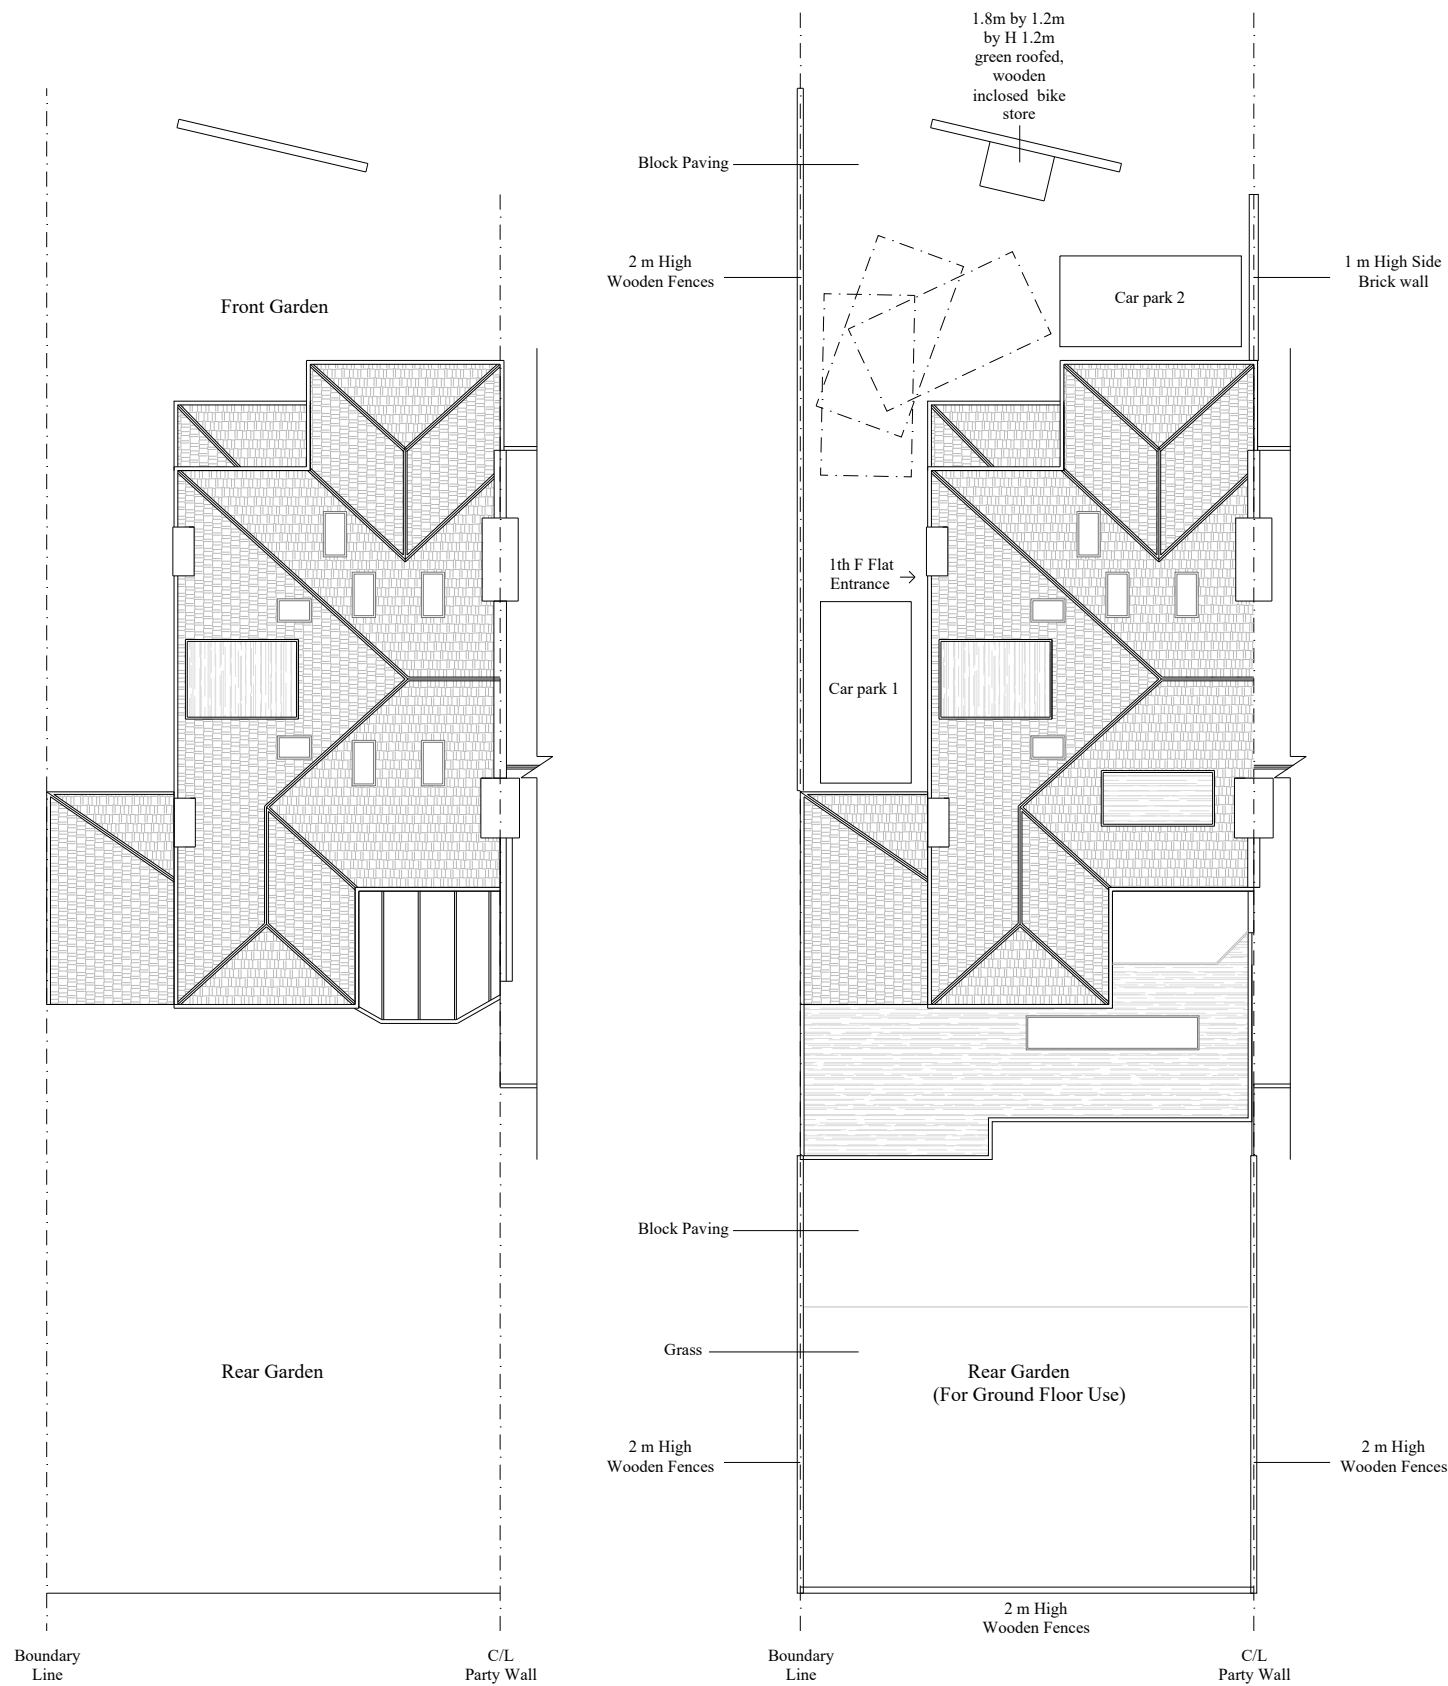 1.8m by 1.2m
by H 1.2m
green roofed,
wooden
inclosed bike
store
Block Paving
2 m High
Wooden Fences
1 m High Side
Brick wall
Car park 2
Front Garden
1th F Flat
Entrance
Car park 1
Block Paving
Grass
Rear Garden
Rear Garden
(For Ground Floor Use)
2 m High
Wooden Fences
2 m High
Wooden Fences
2 m High
Wooden Fences
Boundary
Line
C/L
Party Wall
Boundary
Line
C/L
Party Wall